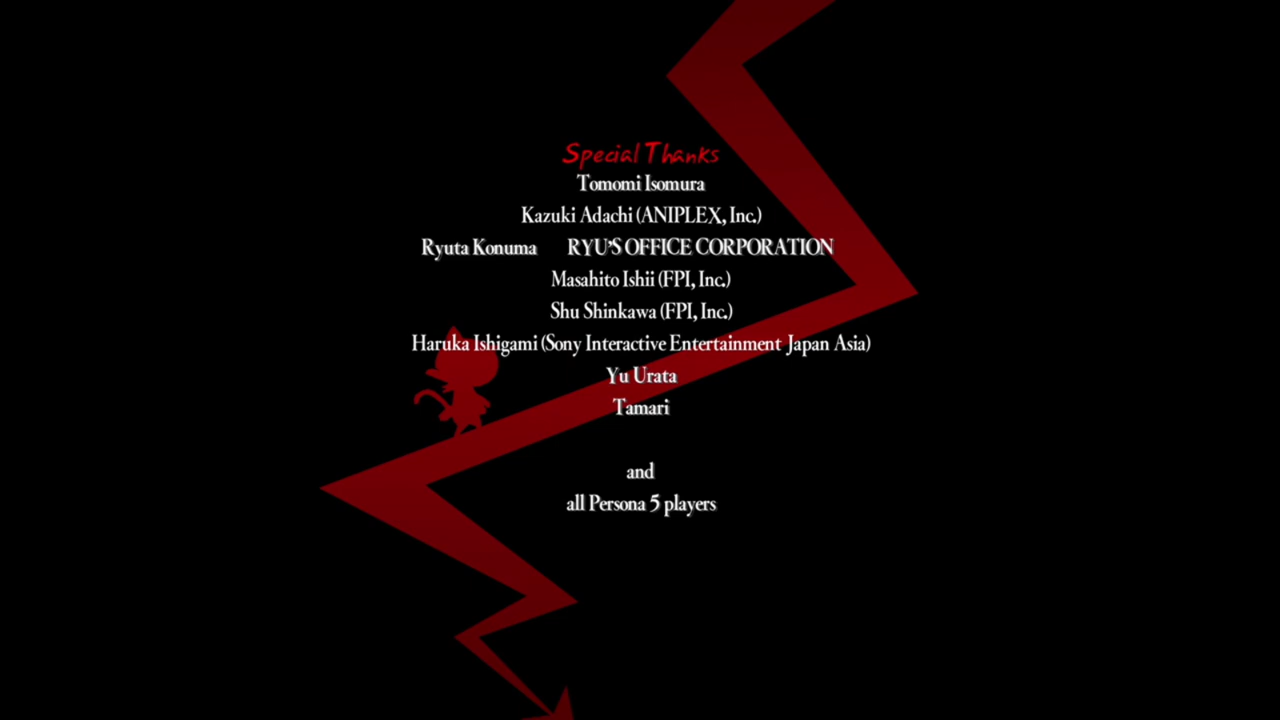 Special Thanks
Tomomi Isomura
Kazuki Adachi (ANIPLEX, Inc.)
Ryuta Konuma RYU'S OFFICE CORPORATION
Masahito Ishii (FPI, Inc.)
Shu Shinkawa (FPI, Inc.)
Haruka Ishigami (Sony Interactive Entertainment Japan Asia)
Yu Urata
Tamari
and
all Persona 5 players